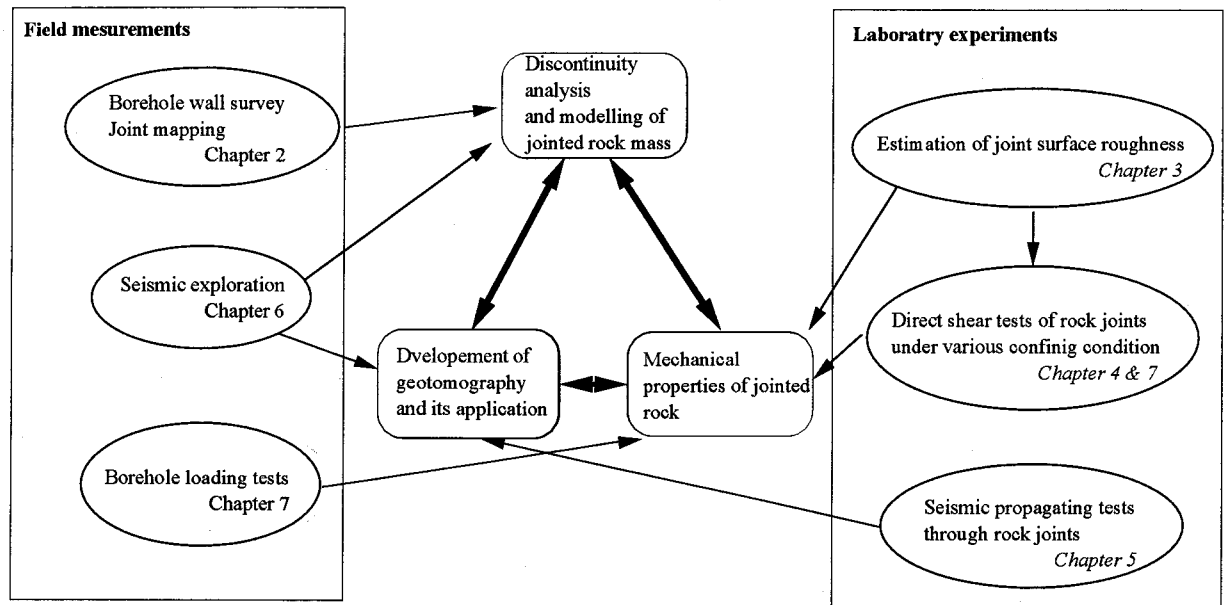 Field mesurements
Borehole wall survey
Joint mapping
Chapter 2
Seismic exploration
Chapter 6
Borehole loading tests
Chapter 7
Discontinuity
analysis
and modelling of
jointed rock mass
Dvelopement of
geotomography
and its application
Mechanical
properties of jointed
rock
Laboratry experiments
Estimation of joint surface roughness
Chapter 3
Direct shear tests of rock joints
under various confinig condition
Chapter 4 & 7
Seismic propagating tests
through rock joints
Chapter 5